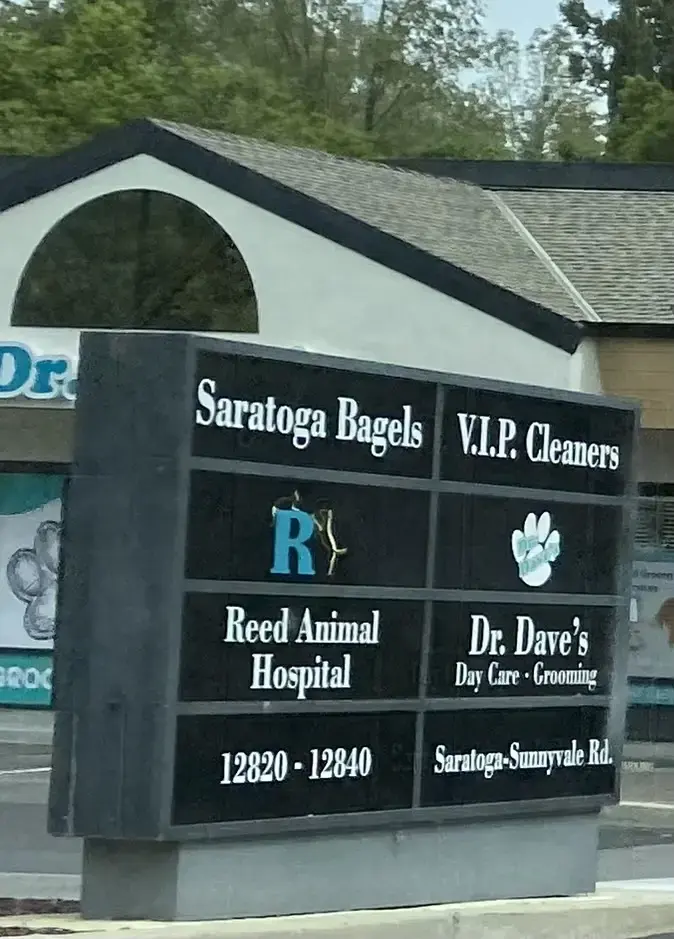 Dr.
Saratoga Bagels
V.I.P. Cleaners
R
Reed Animal
Hospital
Dr. Dave's
Day Care · Grooming
12820 - 12840
Saratoga-Sunnyvale Rd.